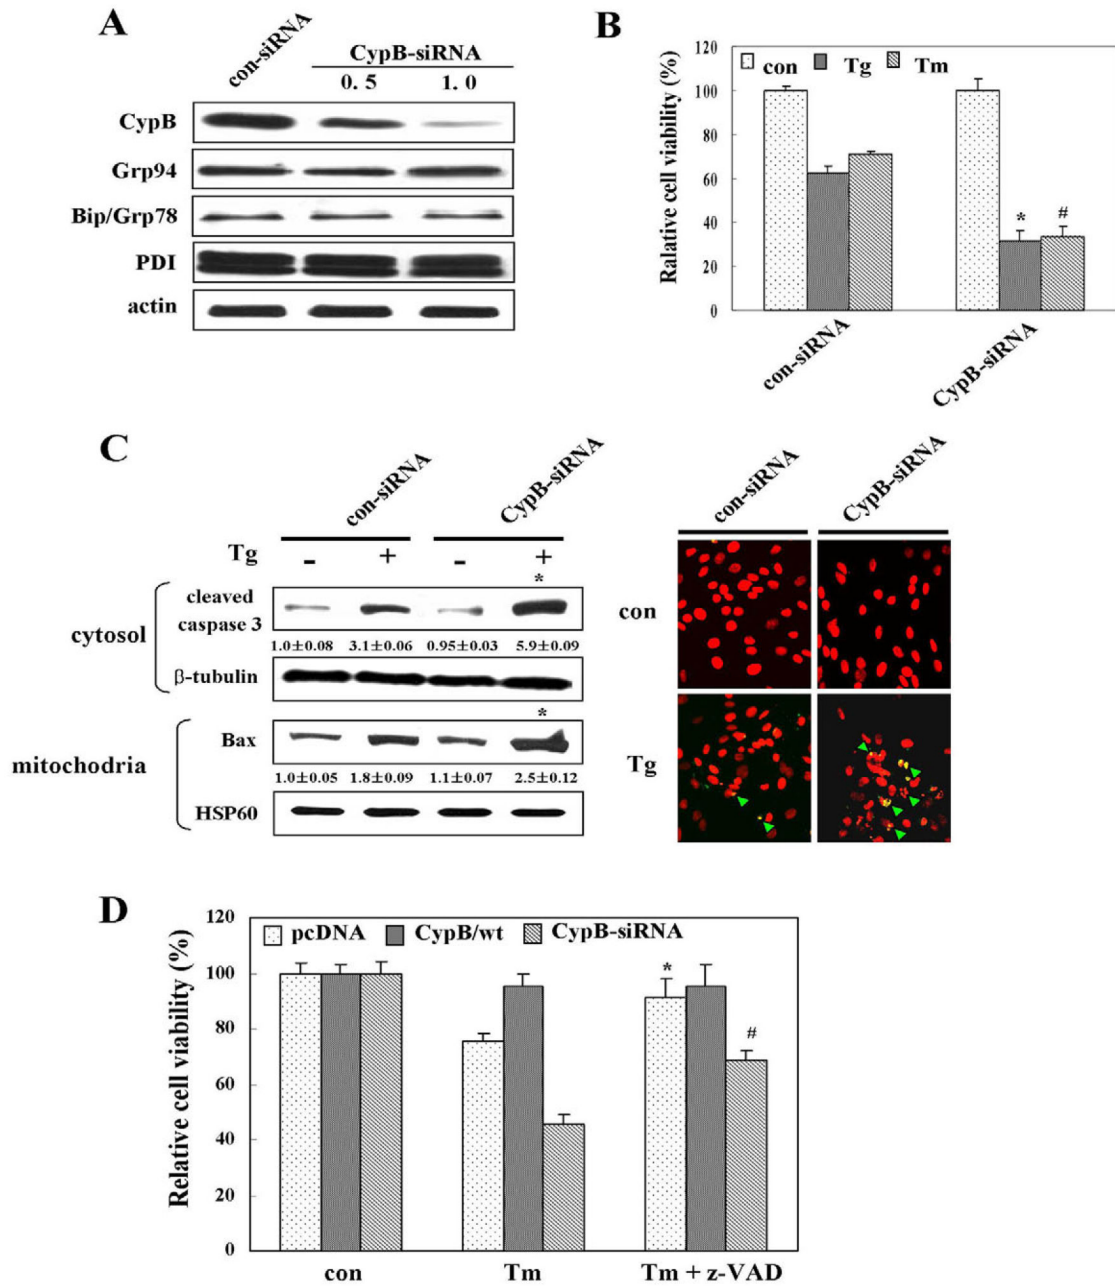 A
con-siRNA
CypB-siRNA
0.5 1.0
CypB
Grp94
Bip/Grp78
PDI
actin
B
Ralative cell viability (%)
120
100
80
60
40
20
0
con Tg Tm
* #
con-siRNA
CypB-siRNA
C
con-siRNA
CypB-siRNA
Tg - + - +
*
cytosol
cleaved
caspase 3
1.0±0.08 3.1±0.06 0.95±0.03 5.9±0.09
β-tubulin
*
mitochodria
Bax
1.0±0.05 1.8±0.09 1.1±0.07 2.5±0.12
HSP60
con-siRNA
CypB-siRNA
con
Tg
D
Relative cell viability (%)
120
100
80
60
40
20
0
pcDNA CypB/wt CypB-siRNA
*
#
con Tm Tm + z-VAD